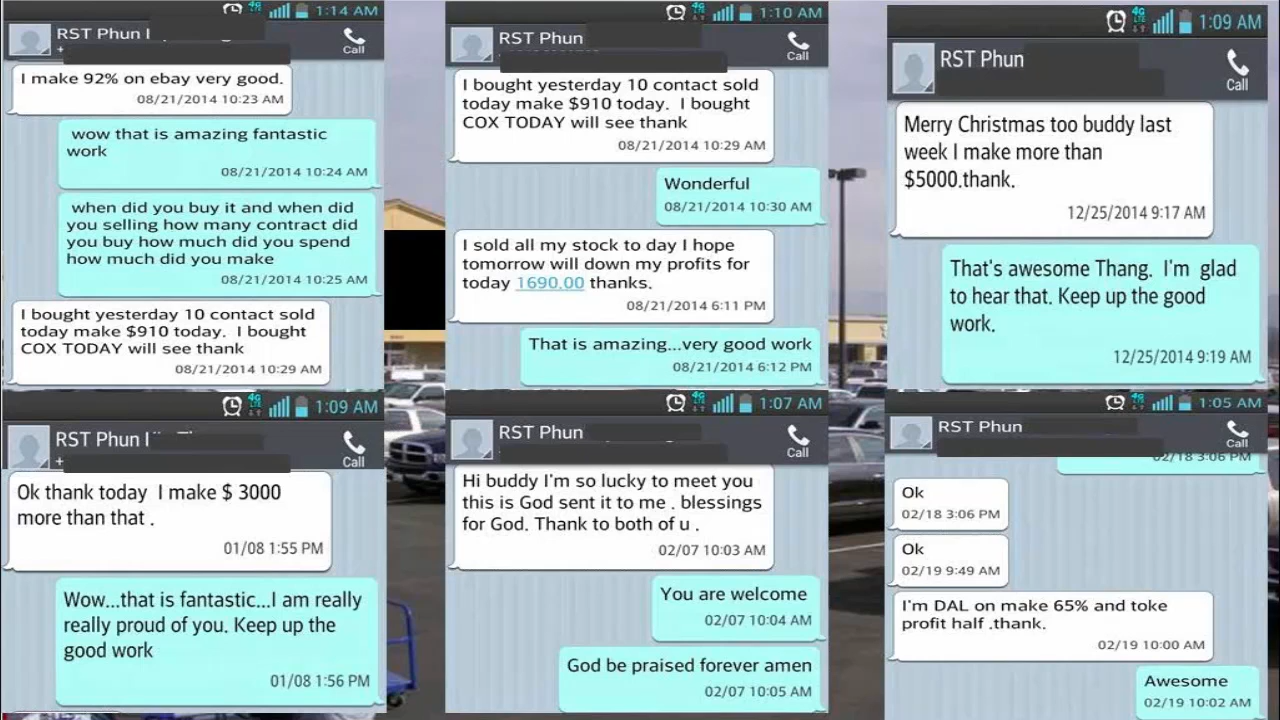 1:14 AM
RST Phun
Call
I make 92% on ebay very good.
08/21/2014 10:23 AM
wow that is amazing fantastic
work
08/21/2014 10:24 AM
when did you buy it and when did
you selling how many contract did
you buy how much did you spend
how much did you make
08/21/2014 10:25 AM
I bought yesterday 10 contact sold
today make $910 today. I bought
COX TODAY will see thank
08/21/2014 10:29 AM
1:10 AM
RST Phun
Call
I bought yesterday 10 contact sold
today make $910 today. I bought
COX TODAY will see thank
08/21/2014 10:29 AM
Wonderful
08/21/2014 10:30 AM
I sold all my stock to day I hope
tomorrow will down my profits for
today 1690.00 thanks.
08/21/2014 6:11 PM
That is amazing...very good work
08/21/2014 6:12 PM
1:09 AM
RST Phun
Call
Merry Christmas too buddy last
week I make more than
$5000.thank.
12/25/2014 9:17 AM
That's awesome Thang. I'm glad
to hear that. Keep up the good
work.
12/25/2014 9:19 AM
1:09 AM
RST Phun
Call
Ok thank today I make $ 3000
more than that .
01/08 1:55 PM
Wow...that is fantastic...I am really
really proud of you. Keep up the
good work
01/08 1:56 PM
1:07 AM
RST Phun
Call
Hi buddy I'm so lucky to meet you
this is God sent it to me . blessings
for God. Thank to both of u .
02/07 10:03 AM
You are welcome
02/07 10:04 AM
God be praised forever amen
02/07 10:05 AM
1:05 AM
RST Phun
Call
02/18 3:06 PM
Ok
02/18 3:06 PM
Ok
02/19 9:49 AM
I'm DAL on make 65% and toke
profit half .thank.
02/19 10:00 AM
Awesome
02/19 10:02 AM